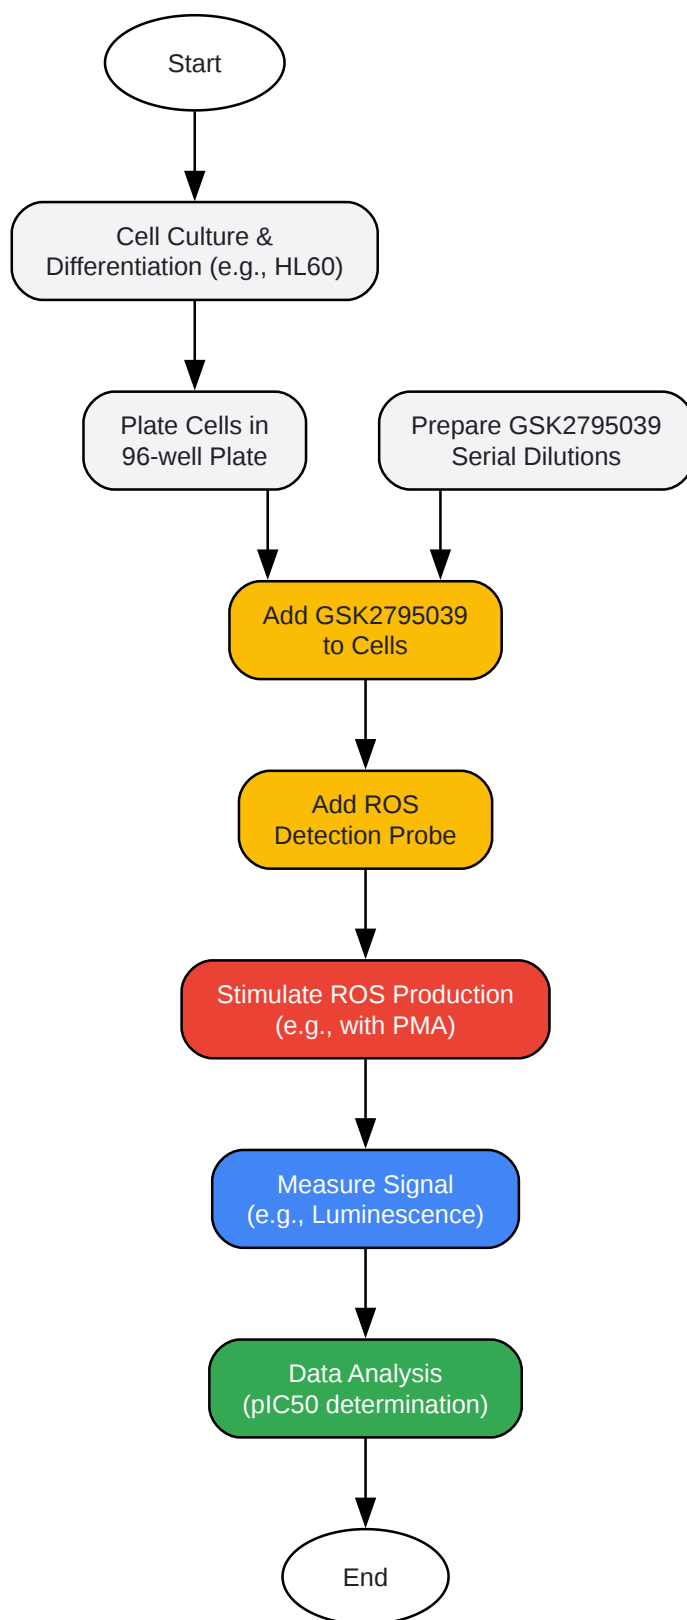 Start
Cell Culture &
Differentiation (e.g., HL60)
Plate Cells in
96-well Plate
Prepare GSK2795039
Serial Dilutions
Add GSK2795039
to Cells
Add ROS
Detection Probe
Stimulate ROS Production
(e.g., with PMA)
Measure Signal
(e.g., Luminescence)
Data Analysis
(pIC50 determination)
End